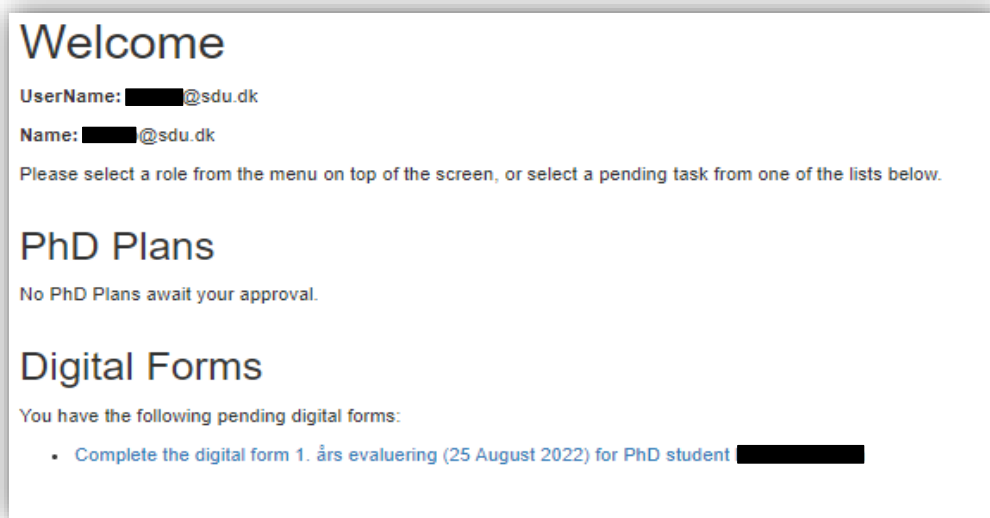 Welcome
UserName: @sdu.dk
Name: @sdu.dk
Please select a role from the menu on top of the screen, or select a pending task from one of the lists below.
PhD Plans
No PhD Plans await your approval.
Digital Forms
You have the following pending digital forms:
• Complete the digital form 1. års evaluering (25 August 2022) for PhD student